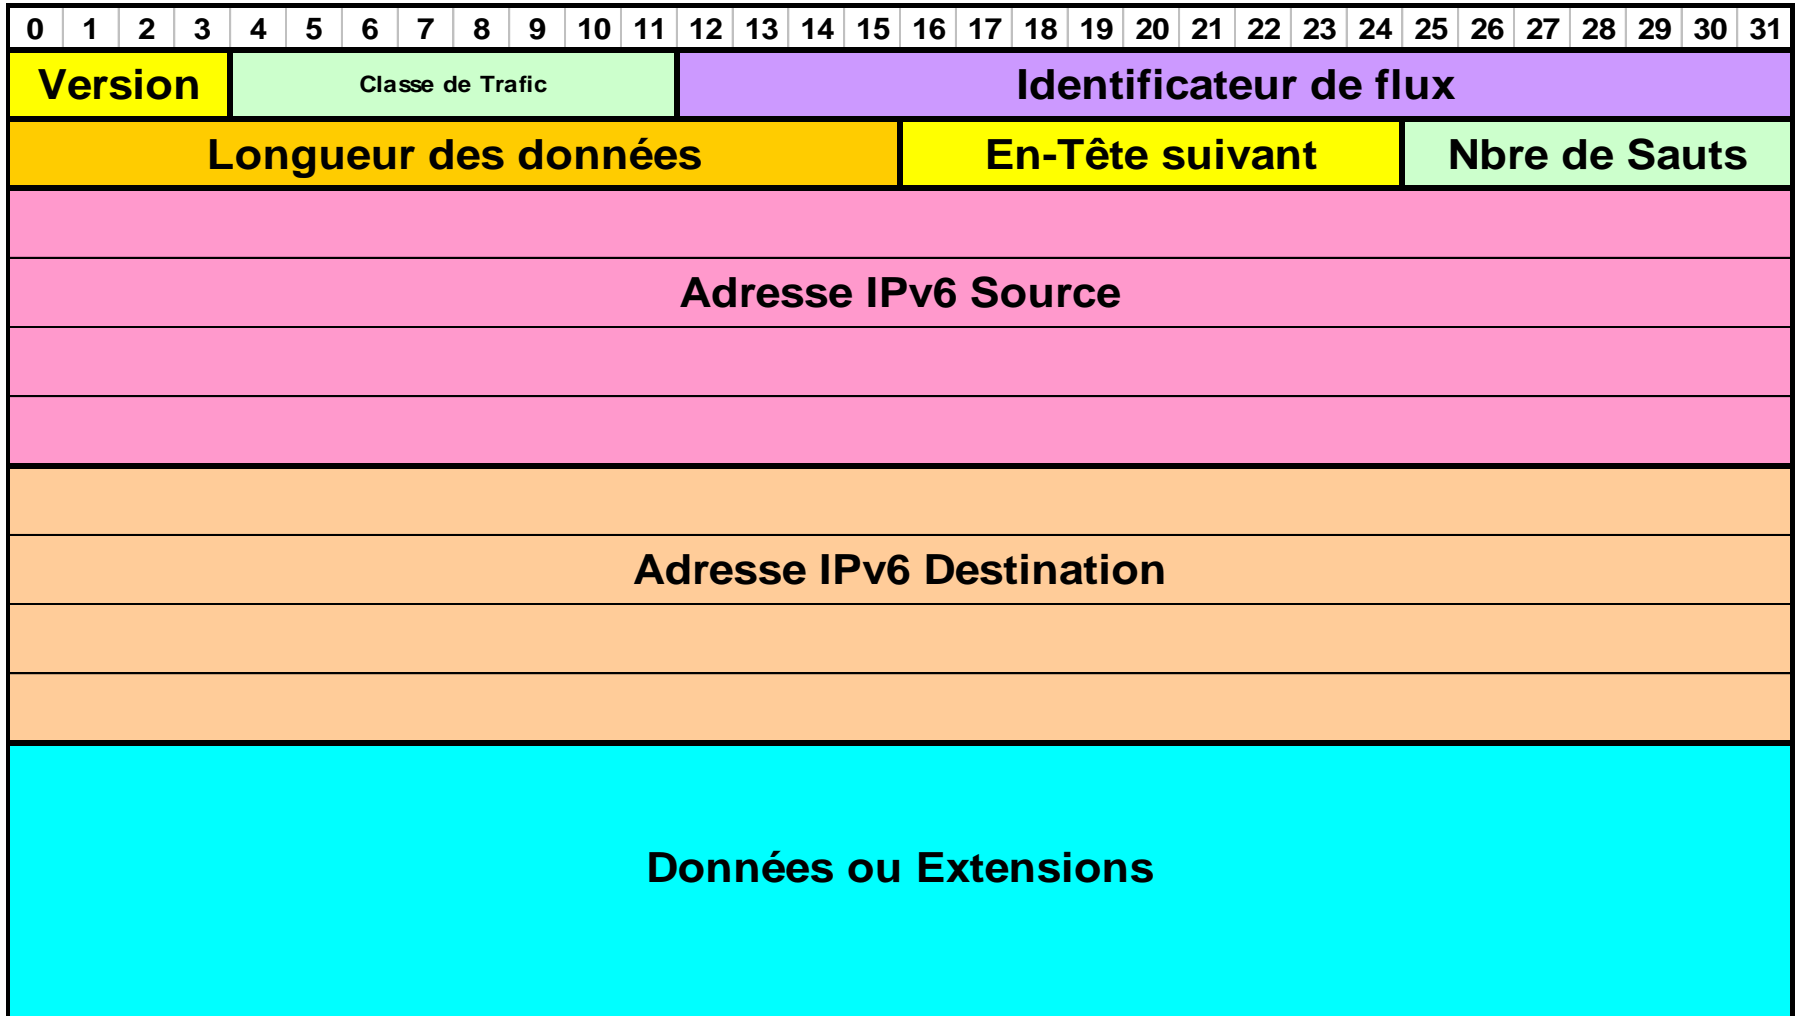 0 1 2 3 4 5 6 7 8 9 10 11 12 13 14 15 16 17 18 19 20 21 22 23 24 25 26 27 28 29 30 31
Version Classe de Trafic Identificateur de flux
Longueur des données En-Tête suivant Nbre de Sauts
Adresse IPv6 Source
Adresse IPv6 Destination
Données ou Extensions